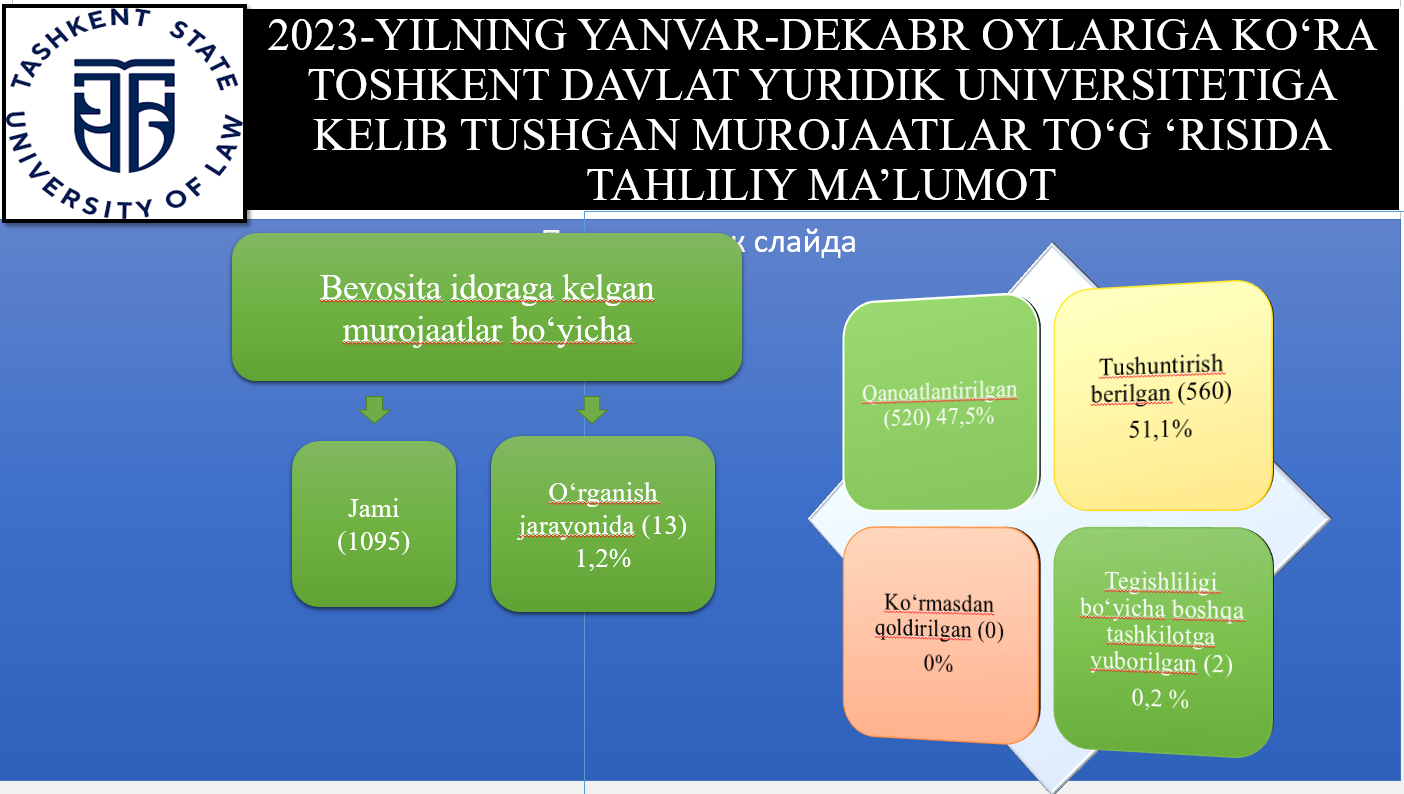 TASHKENT STATE
UNIVERSITY OF LAW
2023-YILNING YANVAR-DEKABR OYLARIGA KO‘RA
TOSHKENT DAVLAT YURIDIK UNIVERSITETIGA
KELIB TUSHGAN MUROJAATLAR TO‘G ‘RISIDA
TAHLILIY MA’LUMOT
слайда
Bevosita idoraga kelgan
murojaatlar bo‘yicha
Jami
(1095)
O‘rganish
jarayonida (13)
1,2%
Qanoatlantirilgan
(520) 47,5%
Tushuntirish
berilgan (560)
51,1%
Ko‘rmasdan
qoldirilgan (0)
0%
Tegishliligi
bo‘yicha boshqa
tashkilotga
yuborilgan (2)
0,2 %